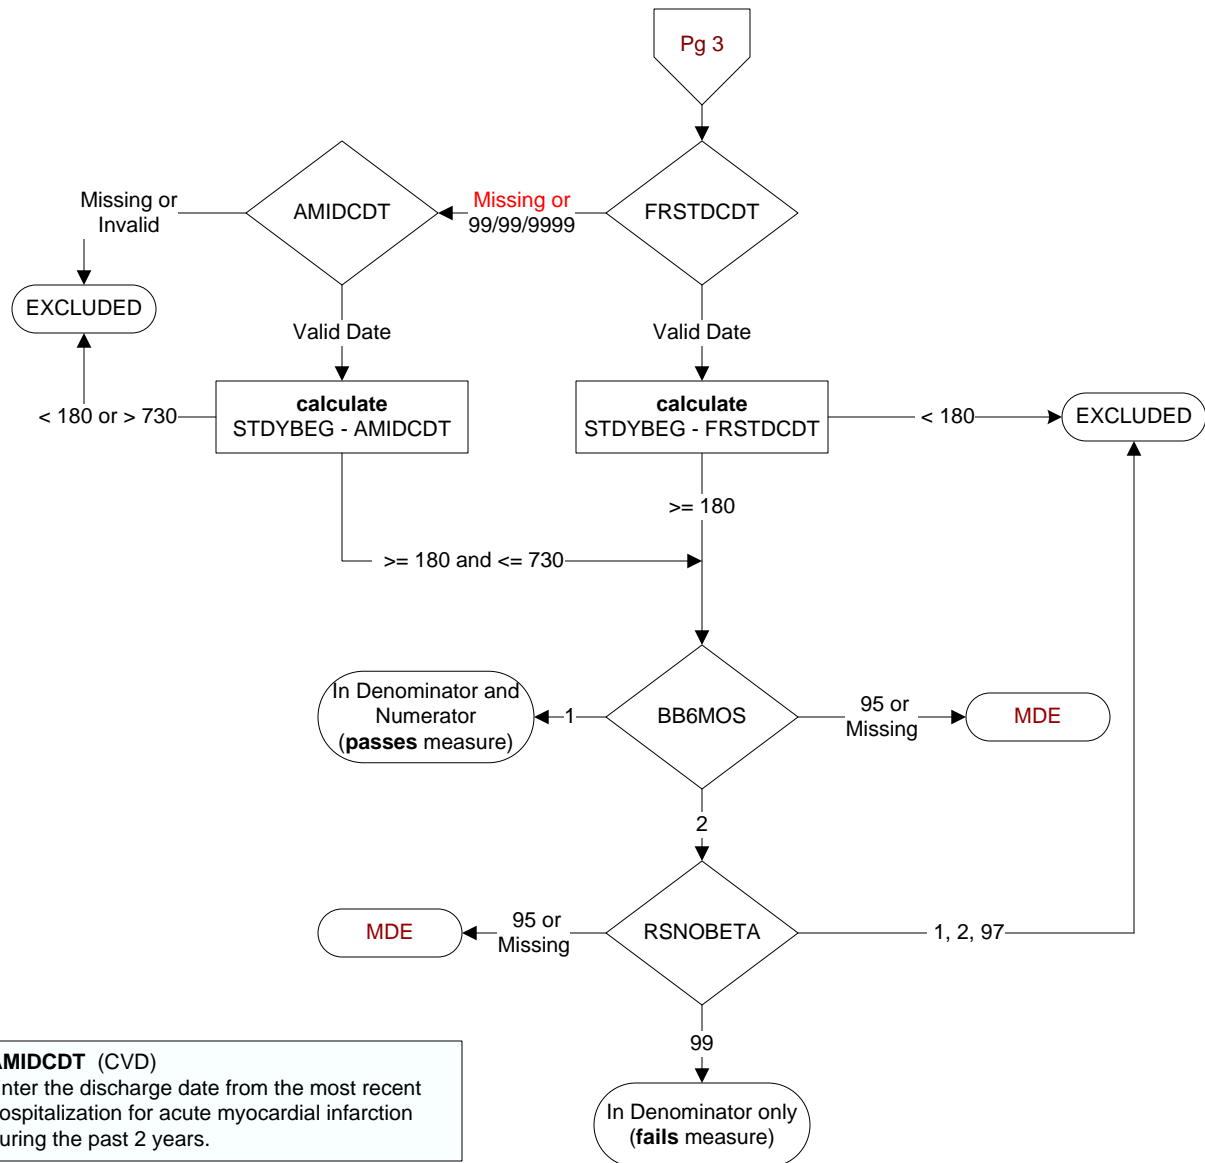 Pg 3
Missing or
Invalid
AMIDCDT
Missing or
99/99/9999
FRSTDCDT
EXCLUDED
Valid Date
Valid Date
< 180 or > 730
calculate
STDYBEG - AMIDCDT
calculate
STDYBEG - FRSTDCDT
< 180
EXCLUDED
>= 180
>= 180 and <= 730
In Denominator and
Numerator
(passes measure)
1
BB6MOS
95 or
Missing
MDE
2
MDE
95 or
Missing
RSNOBETA
1, 2, 97
99
In Denominator only
(fails measure)
AMIDCDT (CVD)
nter the discharge date from the most recent
ospitalization for acute myocardial infarction
uring the past 2 years.